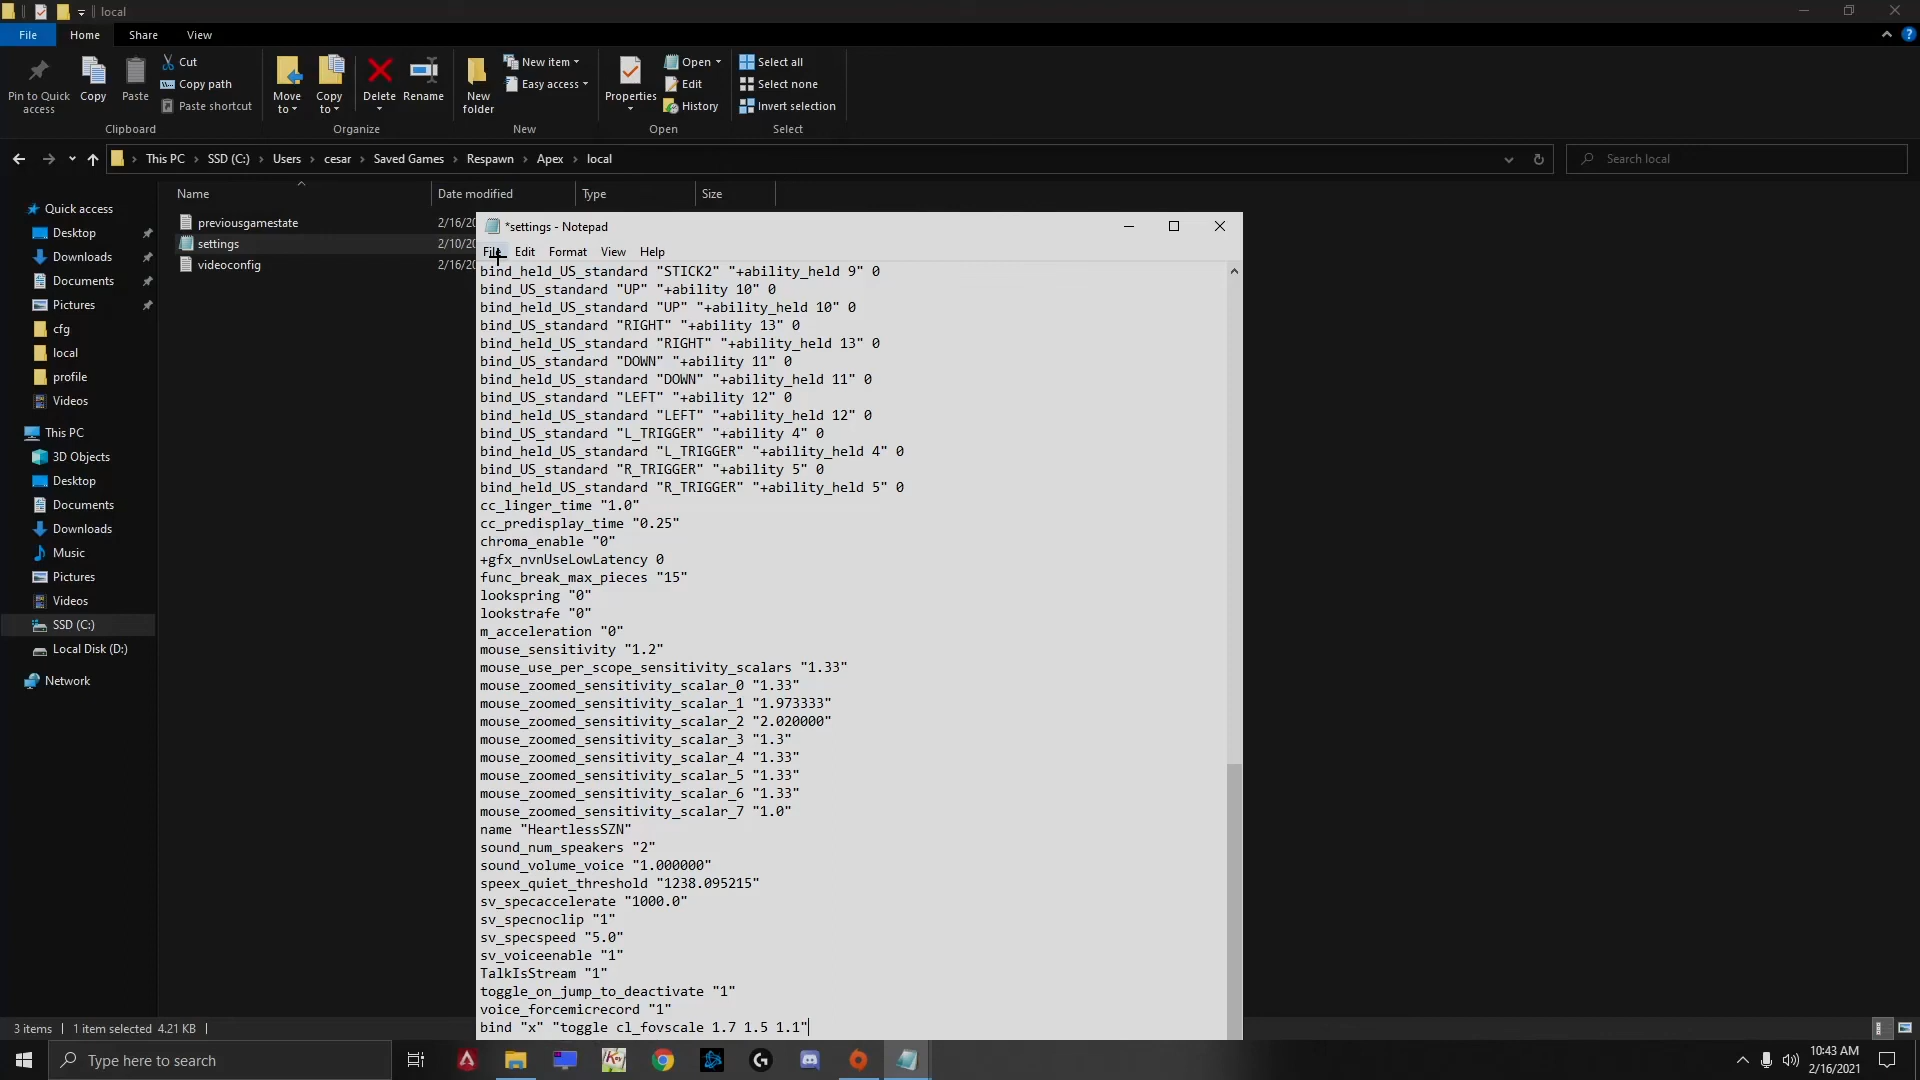 local
File Home Share View
Pin to Quick access
Copy
Paste
Cut
Copy path
Paste shortcut
Clipboard
Move to
Copy to
Delete
Rename
Organize
New folder
New item
Easy access
New
Properties
Open
Edit
History
Open
Select all
Select none
Invert selection
Select
This PC > SSD (C:) > Users > cesar > Saved Games > Respawn > Apex > local
Search local
Name Date modified Type Size
Quick access
Desktop
Downloads
Documents
Pictures
cfg
local
profile
Videos
This PC
3D Objects
Desktop
Documents
Downloads
Music
Pictures
Videos
SSD (C:)
Local Disk (D:)
Network
previousgamestate 2/16/20
settings 2/10/20
videoconfig 2/16/20
*settings - Notepad
File Edit Format View Help
bind_held_US_standard "STICK2" "+ability_held 9" 0
bind_US_standard "UP" "+ability 10" 0
bind_held_US_standard "UP" "+ability_held 10" 0
bind_US_standard "RIGHT" "+ability 13" 0
bind_held_US_standard "RIGHT" "+ability_held 13" 0
bind_US_standard "DOWN" "+ability 11" 0
bind_held_US_standard "DOWN" "+ability_held 11" 0
bind_US_standard "LEFT" "+ability 12" 0
bind_held_US_standard "LEFT" "+ability_held 12" 0
bind_US_standard "L_TRIGGER" "+ability 4" 0
bind_held_US_standard "L_TRIGGER" "+ability_held 4" 0
bind_US_standard "R_TRIGGER" "+ability 5" 0
bind_held_US_standard "R_TRIGGER" "+ability_held 5" 0
cc_linger_time "1.0"
cc_predisplay_time "0.25"
chroma_enable "0"
+gfx_nvnUseLowLatency 0
func_break_max_pieces "15"
lookspring "0"
lookstrafe "0"
m_acceleration "0"
mouse_sensitivity "1.2"
mouse_use_per_scope_sensitivity_scalars "1.33"
mouse_zoomed_sensitivity_scalar_0 "1.33"
mouse_zoomed_sensitivity_scalar_1 "1.973333"
mouse_zoomed_sensitivity_scalar_2 "2.020000"
mouse_zoomed_sensitivity_scalar_3 "1.3"
mouse_zoomed_sensitivity_scalar_4 "1.33"
mouse_zoomed_sensitivity_scalar_5 "1.33"
mouse_zoomed_sensitivity_scalar_6 "1.33"
mouse_zoomed_sensitivity_scalar_7 "1.0"
name "HeartlessSZN"
sound_num_speakers "2"
sound_volume_voice "1.000000"
speex_quiet_threshold "1238.095215"
sv_specaccelerate "1000.0"
sv_specnoclip "1"
sv_specspeed "5.0"
sv_voiceenable "1"
TalkIsStream "1"
toggle_on_jump_to_deactivate "1"
voice_forcemicrecord "1"
bind "x" "toggle cl_fovscale 1.7 1.5 1.1"
3 items 1 item selected 4.21 KB
Type here to search
10:43 AM
2/16/2021